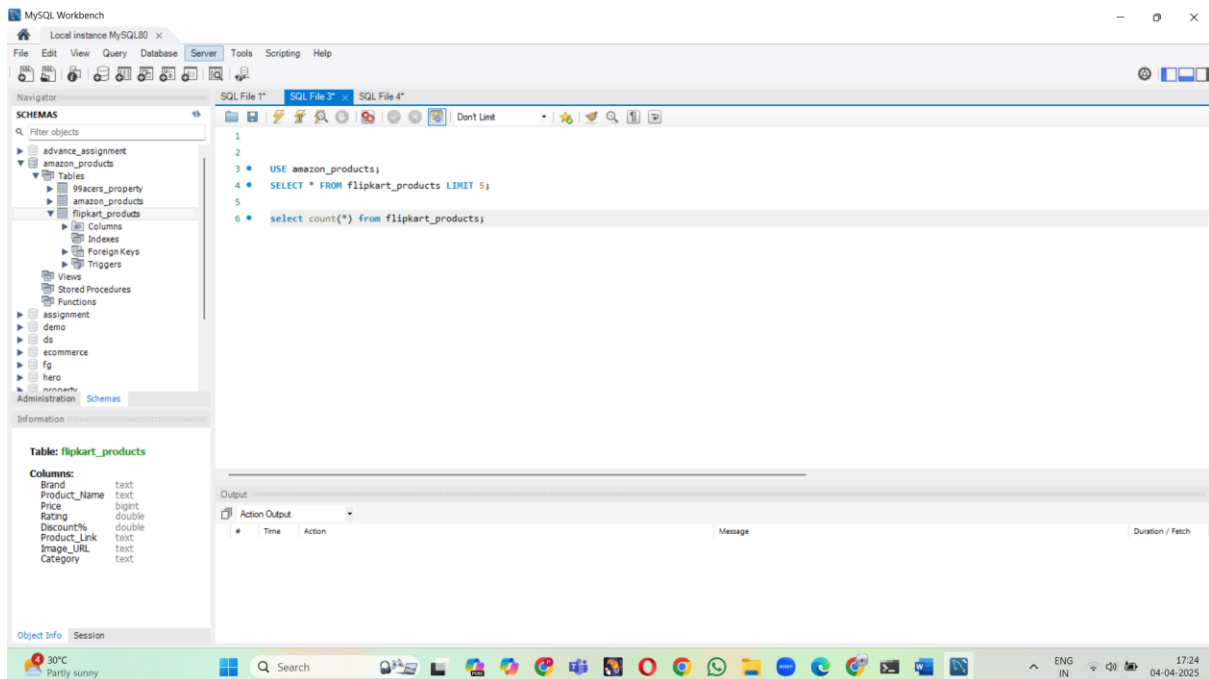 MySQL Workbench
Local instance MySQL80 ×
File Edit View Query Database Server Tools Scripting Help
Navigator
SCHEMAS
Filter objects
advance_assignment
amazon_products
Tables
99acers_property
amazon_products
flipkart_products
Columns
Indexes
Foreign Keys
Triggers
Views
Stored Procedures
Functions
assignment
demo
ds
ecommerce
fg
hero
property
Administration Schemas
Information
Table: flipkart_products
Columns:
Brand text
Product_Name text
Price bigint
Rating double
Discount% double
Product_Link text
Image_URL text
Category text
Object Info Session
SQL File 1* SQL File 3* × SQL File 4*
Don't Limit
1
2
3 USE amazon_products;
4 SELECT * FROM flipkart_products LIMIT 5;
5
6 select count(*) from flipkart_products;
Output
Action Output
# Time Action Message Duration / Fetch
4 30°C
Partly sunny
Search
ENG
IN
17:24
04-04-2025